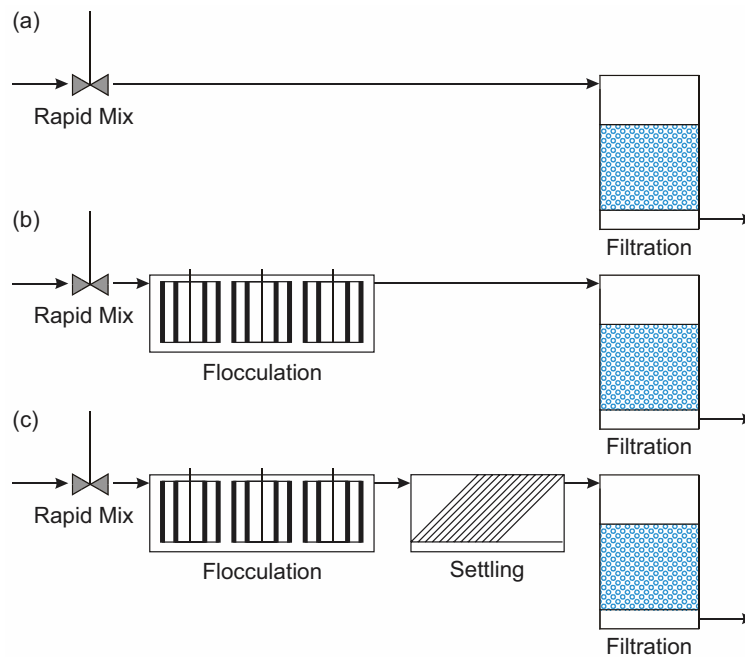 (a)
Rapid Mix
Filtration
(b)
Rapid Mix
Flocculation
Filtration
(c)
Rapid Mix
Flocculation
Settling
Filtration